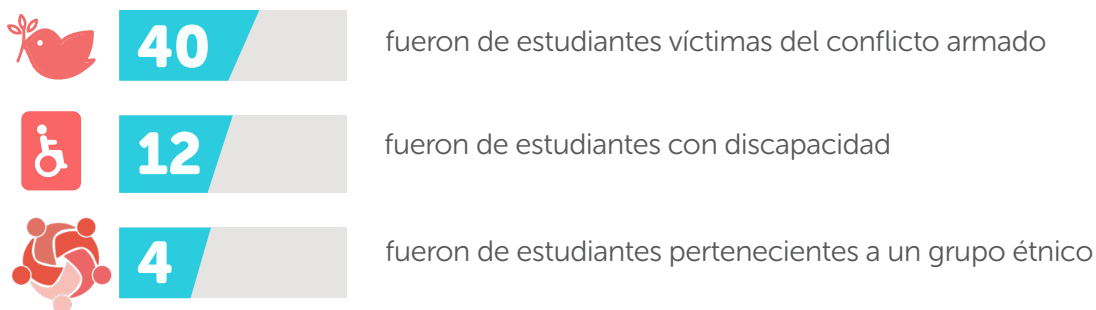 40 fueron de estudiantes víctimas del conflicto armado
12 fueron de estudiantes con discapacidad
4 fueron de estudiantes pertenecientes a un grupo étnico